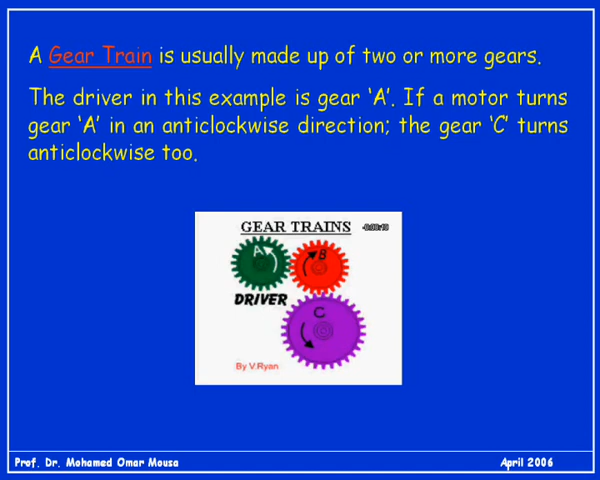 A Gear Train is usually made up of two or more gears.
The driver in this example is gear ‘A’. If a motor turns
gear ‘A’ in an anticlockwise direction; the gear ‘C’ turns
anticlockwise too.
GEAR TRAINS
A
B
DRIVER
C
By V.Ryan
Prof. Dr. Mohamed Omar Mousa
April 2006